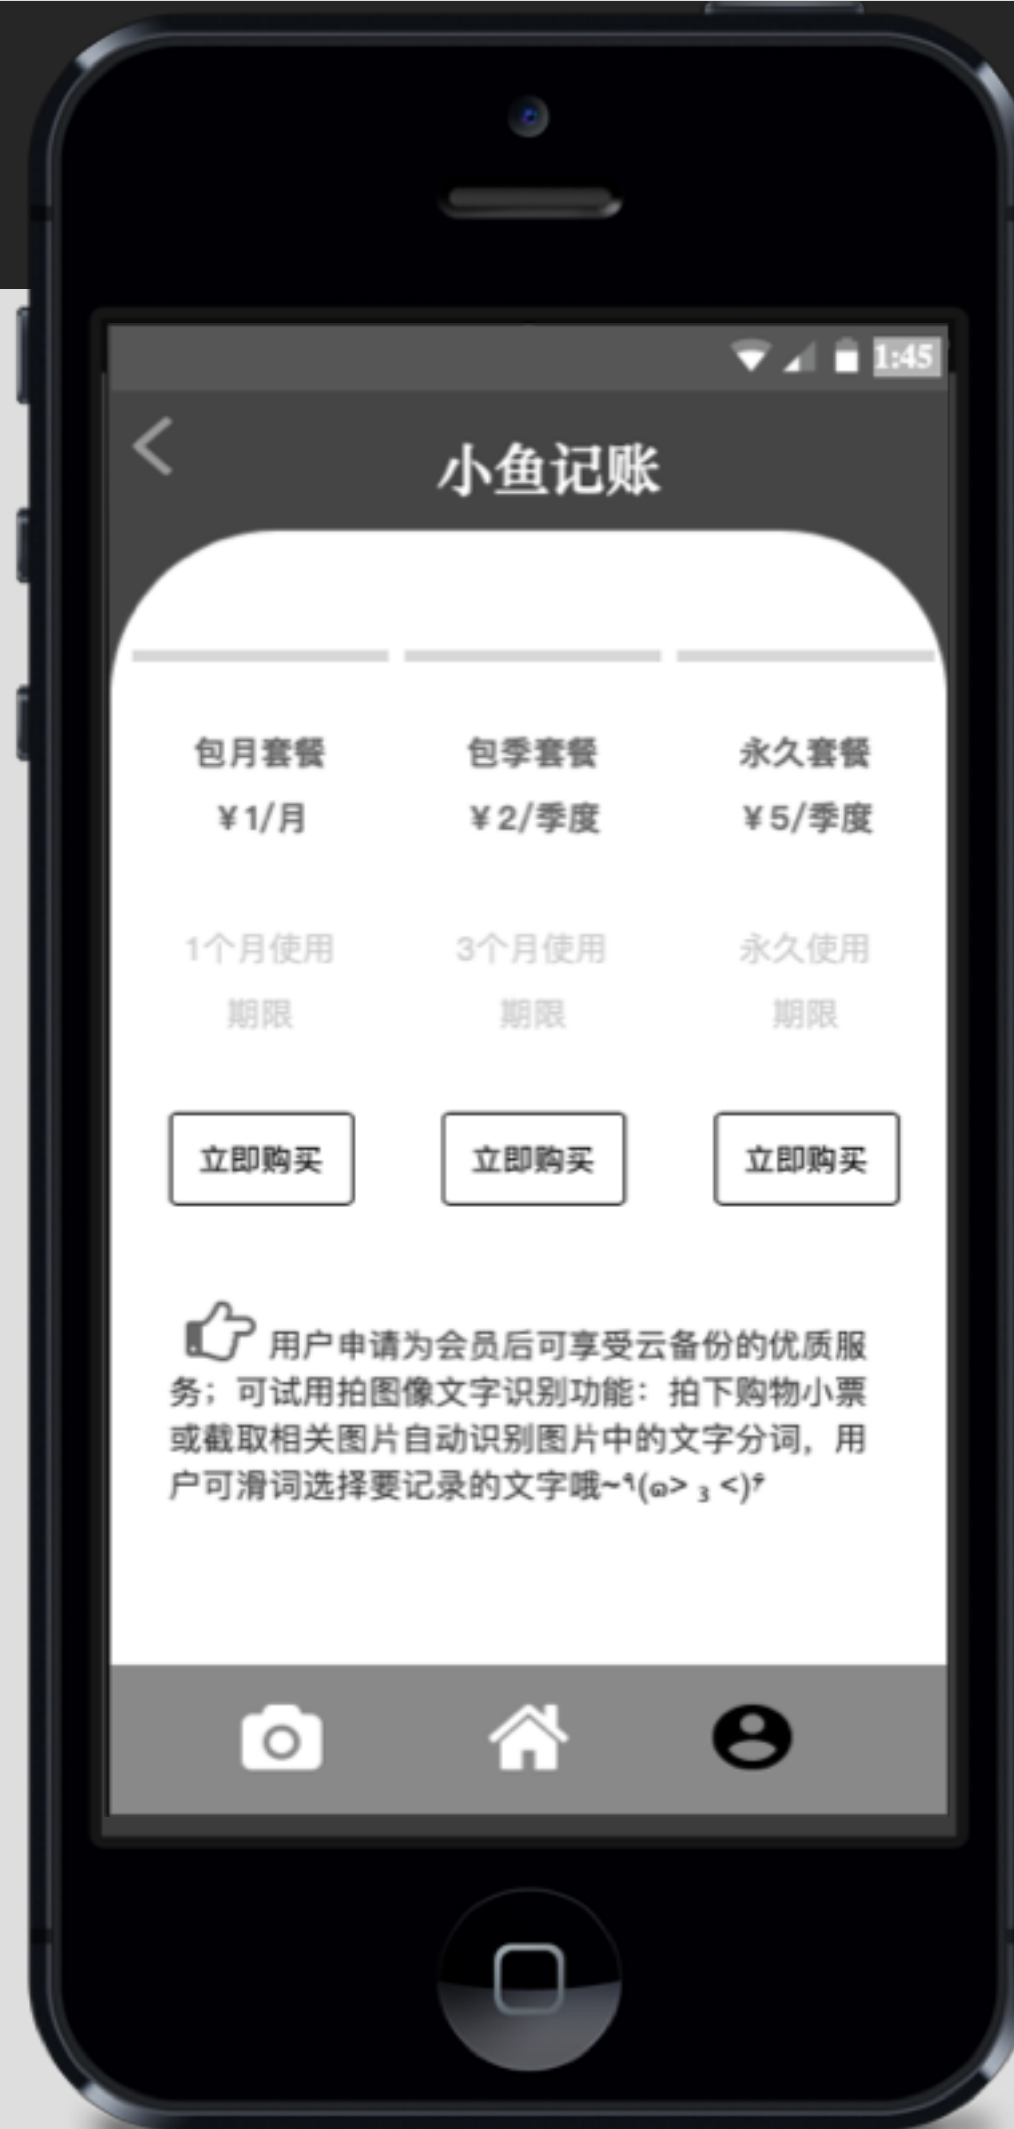 1:45
小鱼记账
包月套餐 包季套餐 永久套餐
￥1/月 ￥2/季度 ￥5/季度
1个月使用 3个月使用 永久使用
期限 期限 期限
立即购买 立即购买 立即购买
用户申请为会员后可享受云备份的优质服
务；可试用拍图像文字识别功能：拍下购物小票
或截取相关图片自动识别图片中的文字分词，用
户可滑词选择要记录的文字哦~٩(๑> ₃ <)۶